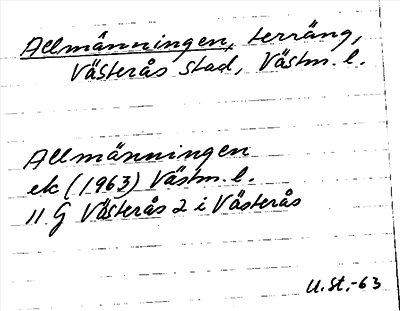 Allmänningen, terräng,
Västerås stad, Västm. l.
Allmänningen
ek (1963) Västm. l.
11 G Västerås 2 i Västerås
U.St.-63